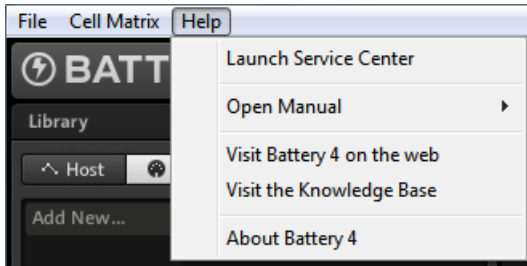 File Cell Matrix Help
BATT
Launch Service Center
Library
Open Manual
Host
Visit Battery 4 on the web
Visit the Knowledge Base
Add New...
About Battery 4